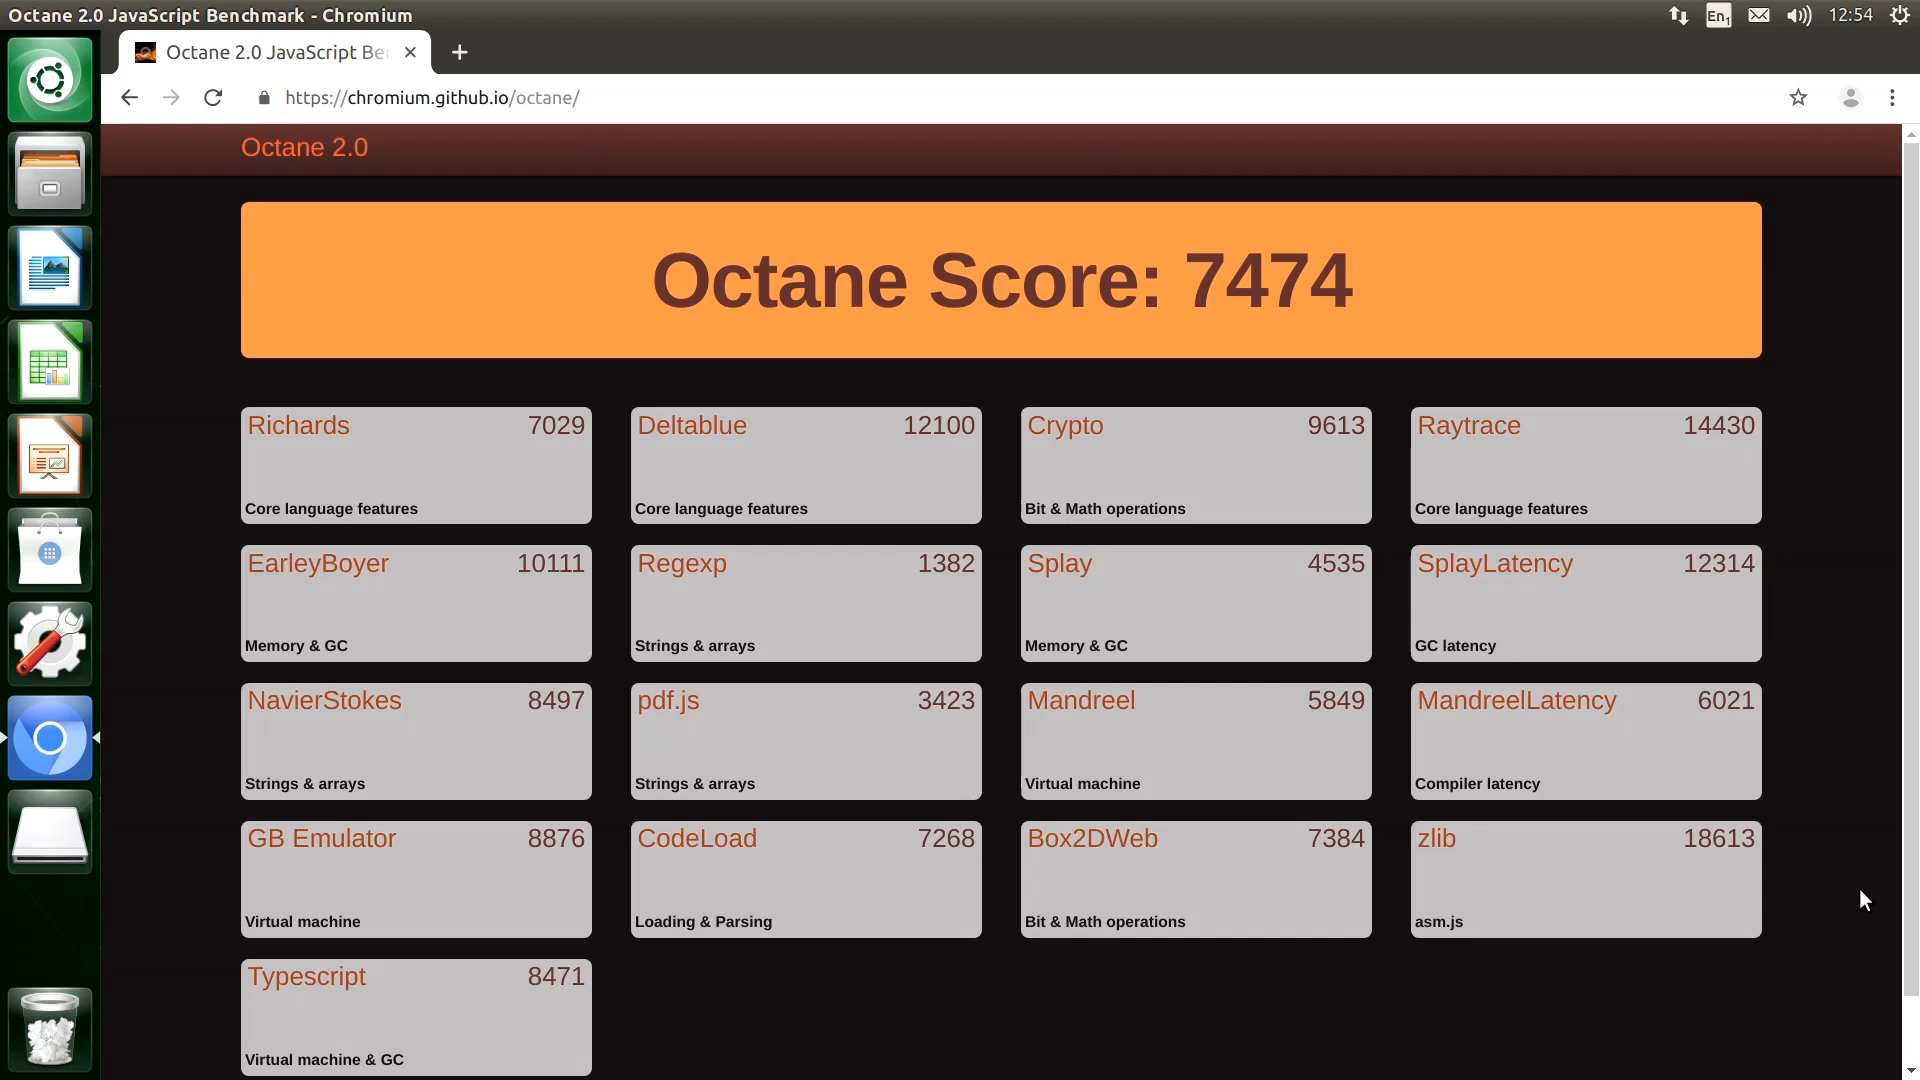 Octane 2.0 JavaScript Benchmark - Chromium
En1
12:54
Octane 2.0 JavaScript Ber
https://chromium.github.io/octane/
Octane 2.0
Octane Score: 7474
Richards 7029
Core language features
Deltablue 12100
Core language features
Crypto 9613
Bit & Math operations
Raytrace 14430
Core language features
EarleyBoyer 10111
Memory & GC
Regexp 1382
Strings & arrays
Splay 4535
Memory & GC
SplayLatency 12314
GC latency
NavierStokes 8497
Strings & arrays
pdf.js 3423
Strings & arrays
Mandreel 5849
Virtual machine
MandreelLatency 6021
Compiler latency
GB Emulator 8876
Virtual machine
CodeLoad 7268
Loading & Parsing
Box2DWeb 7384
Bit & Math operations
zlib 18613
asm.js
Typescript 8471
Virtual machine & GC